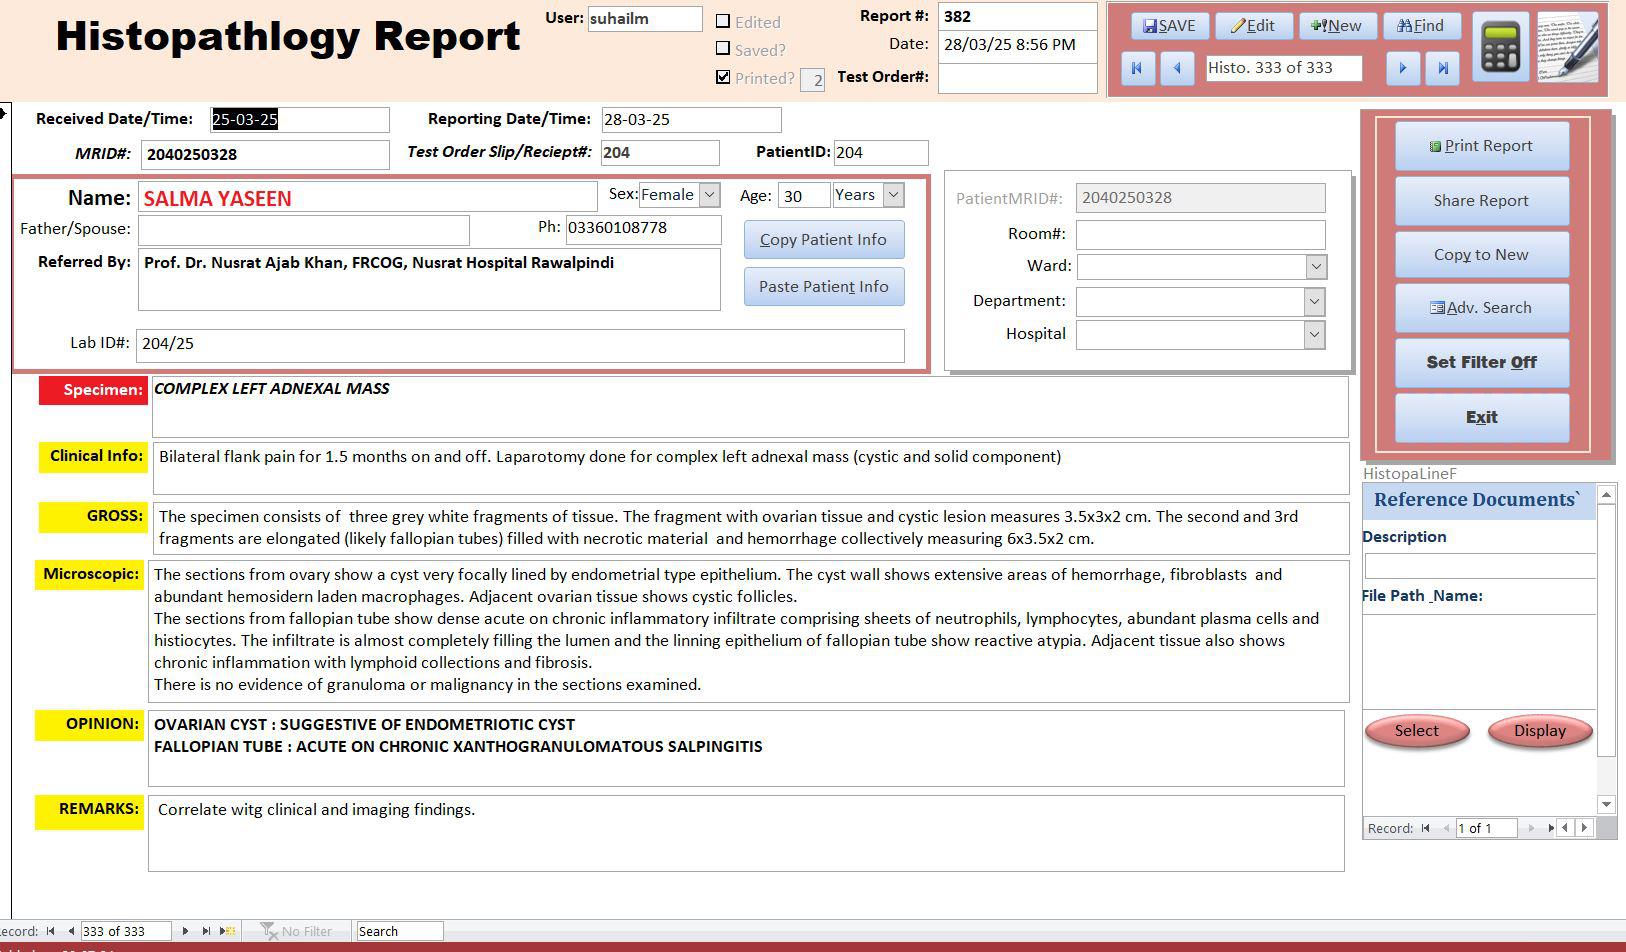 Histopathlogy Report
User: suhailm
Edited
Saved?
Printed? 2
Report #: 382
Date: 28/03/25 8:56 PM
Test Order#:
SAVE Edit New Find
Histo. 333 of 333
Received Date/Time: 25-03-25 Reporting Date/Time: 28-03-25
MRID#: 2040250328 Test Order Slip/Reciept#: 204 PatientID: 204
Name: SALMA YASEEN Sex: Female Age: 30 Years
Father/Spouse: Ph: 03360108778
Copy Patient Info
Referred By: Prof. Dr. Nusrat Ajab Khan, FRCOG, Nusrat Hospital Rawalpindi
Paste Patient Info
Lab ID#: 204/25
PatientMRID#: 2040250328
Room#:
Ward:
Department:
Hospital
Print Report
Share Report
Copy to New
Adv. Search
Set Filter Off
Exit
Specimen: COMPLEX LEFT ADNEXAL MASS
Clinical Info: Bilateral flank pain for 1.5 months on and off. Laparotomy done for complex left adnexal mass (cystic and solid component)
GROSS: The specimen consists of three grey white fragments of tissue. The fragment with ovarian tissue and cystic lesion measures 3.5x3x2 cm. The second and 3rd
fragments are elongated (likely fallopian tubes) filled with necrotic material and hemorrhage collectively measuring 6x3.5x2 cm.
Microscopic: The sections from ovary show a cyst very focally lined by endometrial type epithelium. The cyst wall shows extensive areas of hemorrhage, fibroblasts and
abundant hemosidern laden macrophages. Adjacent ovarian tissue shows cystic follicles.
The sections from fallopian tube show dense acute on chronic inflammatory infiltrate comprising sheets of neutrophils, lymphocytes, abundant plasma cells and
histiocytes. The infiltrate is almost completely filling the lumen and the linning epithelium of fallopian tube show reactive atypia. Adjacent tissue also shows
chronic inflammation with lymphoid collections and fibrosis.
There is no evidence of granuloma or malignancy in the sections examined.
OPINION: OVARIAN CYST : SUGGESTIVE OF ENDOMETRIOTIC CYST
FALLOPIAN TUBE : ACUTE ON CHRONIC XANTHOGRANULOMATOUS SALPINGITIS
REMARKS: Correlate witg clinical and imaging findings.
HistopaLineF
Reference Documents`
Description
File Path _Name:
Select Display
Record: 1 of 1
ecord: 333 of 333 No Filter Search